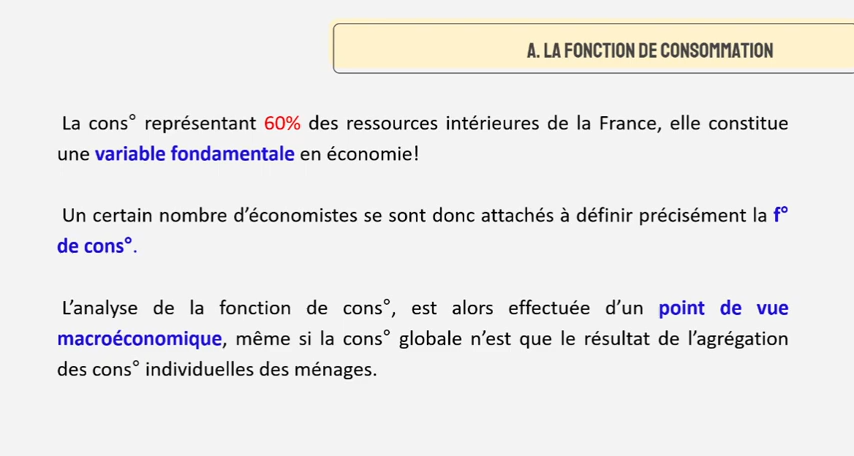 A. LA FONCTION DE CONSOMMATION
La cons° représentant 60% des ressources intérieures de la France, elle constitue
une variable fondamentale en économie!
Un certain nombre d’économistes se sont donc attachés à définir précisément la f°
de cons°.
L’analyse de la fonction de cons°, est alors effectuée d’un point de vue
macroéconomique, même si la cons° globale n’est que le résultat de l’agrégation
des cons° individuelles des ménages.